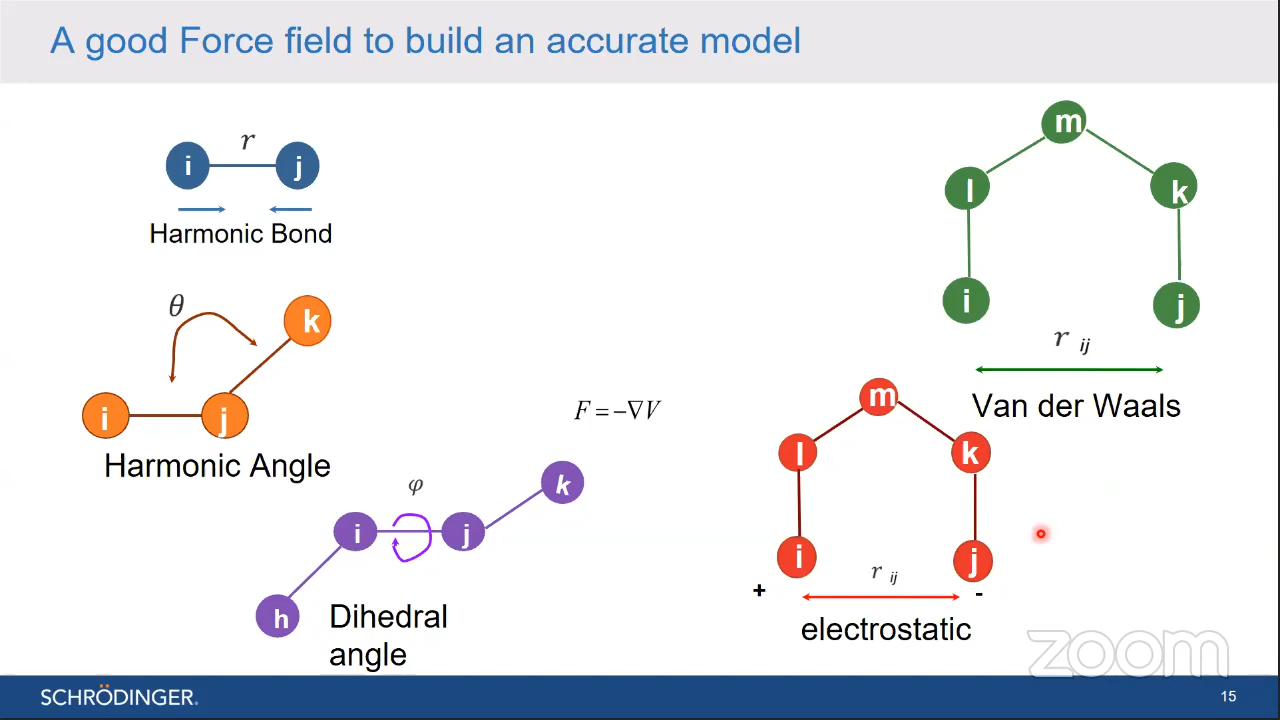 A good Force field to build an accurate model
r
i
j
Harmonic Bond
θ
k
i
j
Harmonic Angle
φ
k
i
j
h
Dihedral
angle
F = −∇V
m
l
k
i
j
r ij
Van der Waals
m
l
k
i
j
+
r ij
-
electrostatic
zoom
SCHRÖDINGER.
15